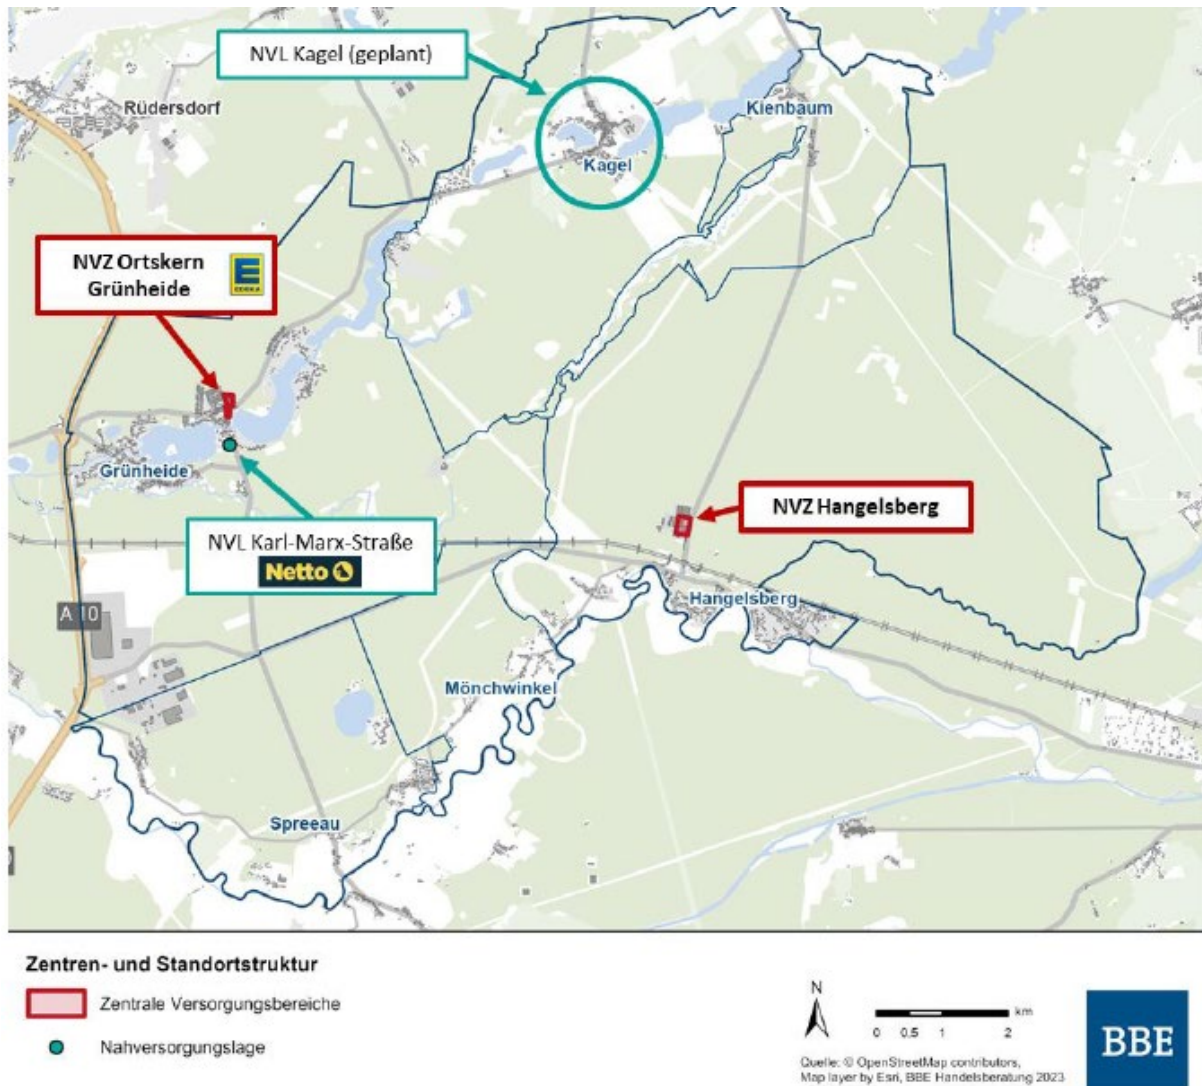 NVL Kagel (geplant)
Rüdersdorf
Kienbaum
Kagel
NVZ Ortskern
Grünheide
E
EDEKA
Grünheide
NVZ Hangelsberg
NVL Karl-Marx-Straße
Netto
Hangelsberg
A 10
Mönchwinkel
Spreeau
Zentren- und Standortstruktur
Zentrale Versorgungsbereiche
Nahversorgungslage
N
km
0 0.5 1 2
Quelle: © OpenStreetMap contributors,
Map layer by Esri, BBE Handelsberatung 2023
BBE